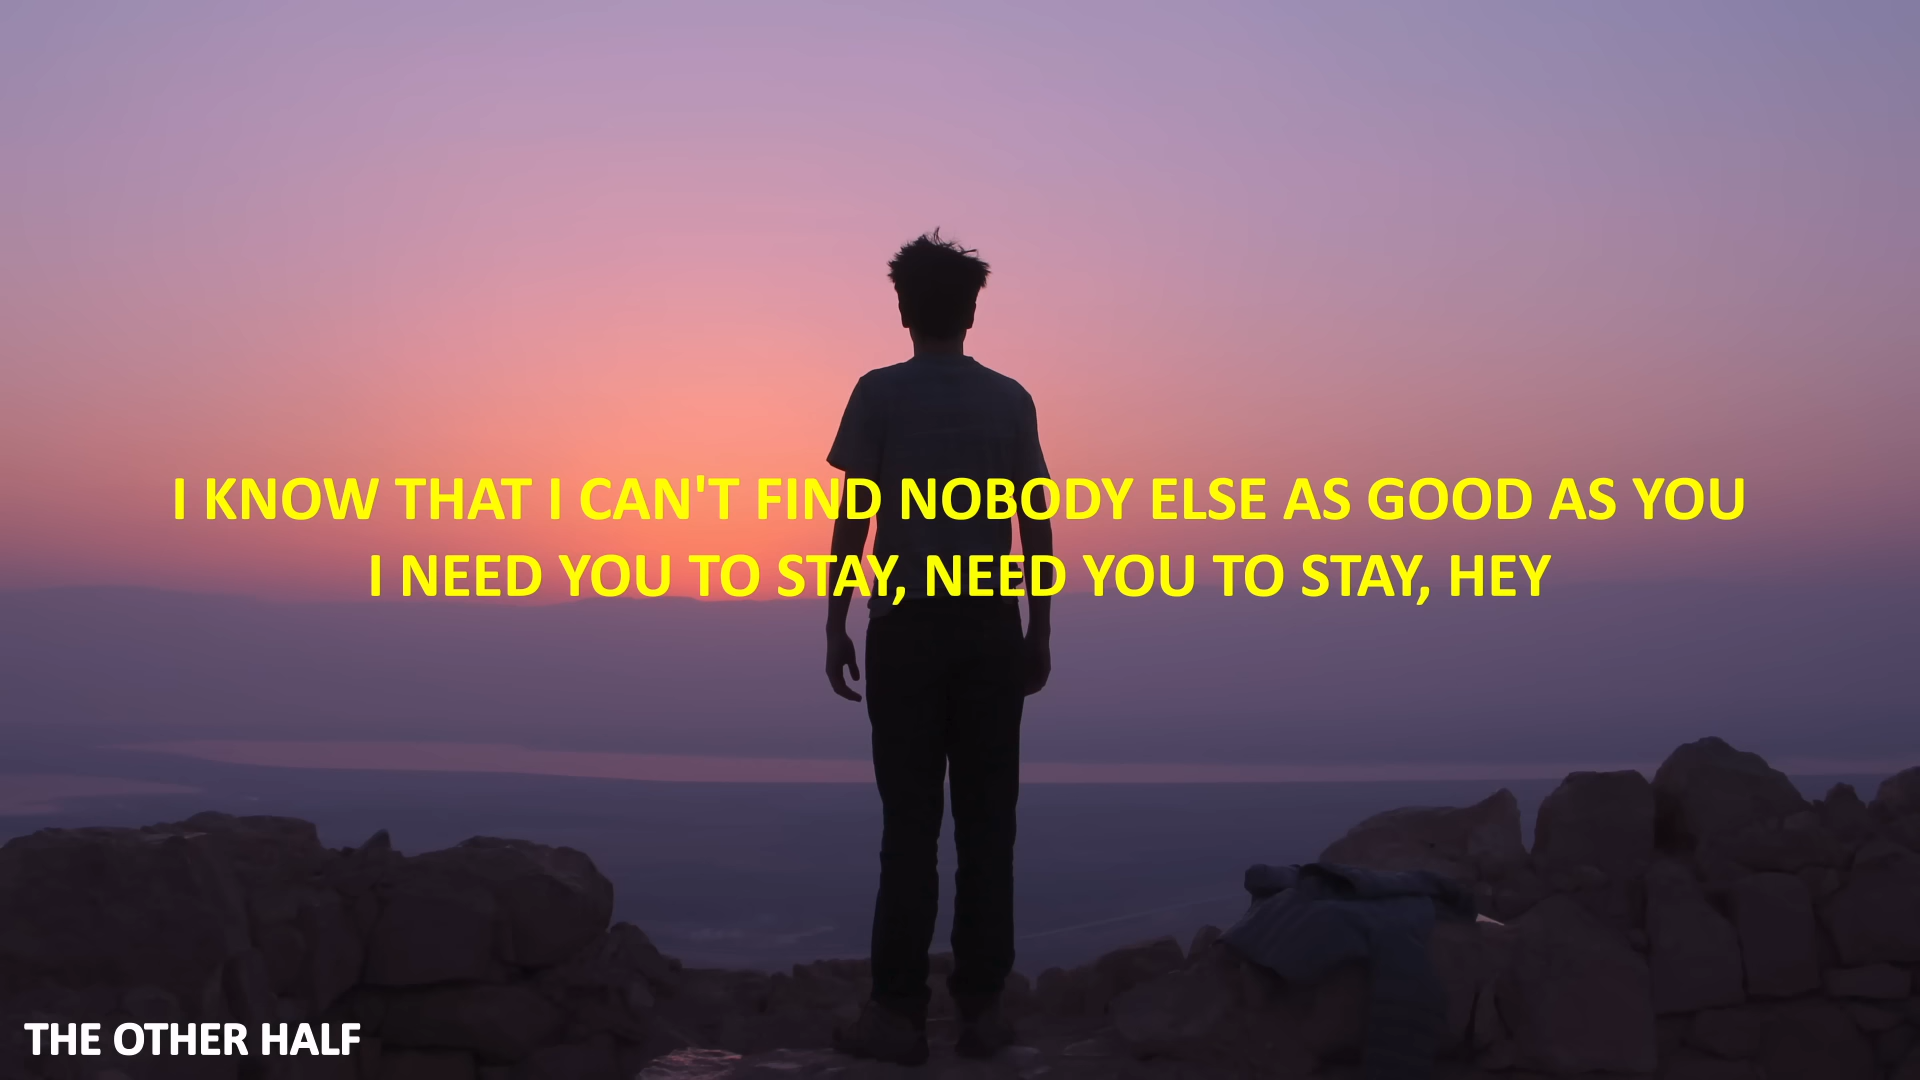 I KNOW THAT I CAN'T FIND NOBODY ELSE AS GOOD AS YOU
I NEED YOU TO STAY, NEED YOU TO STAY, HEY
THE OTHER HALF